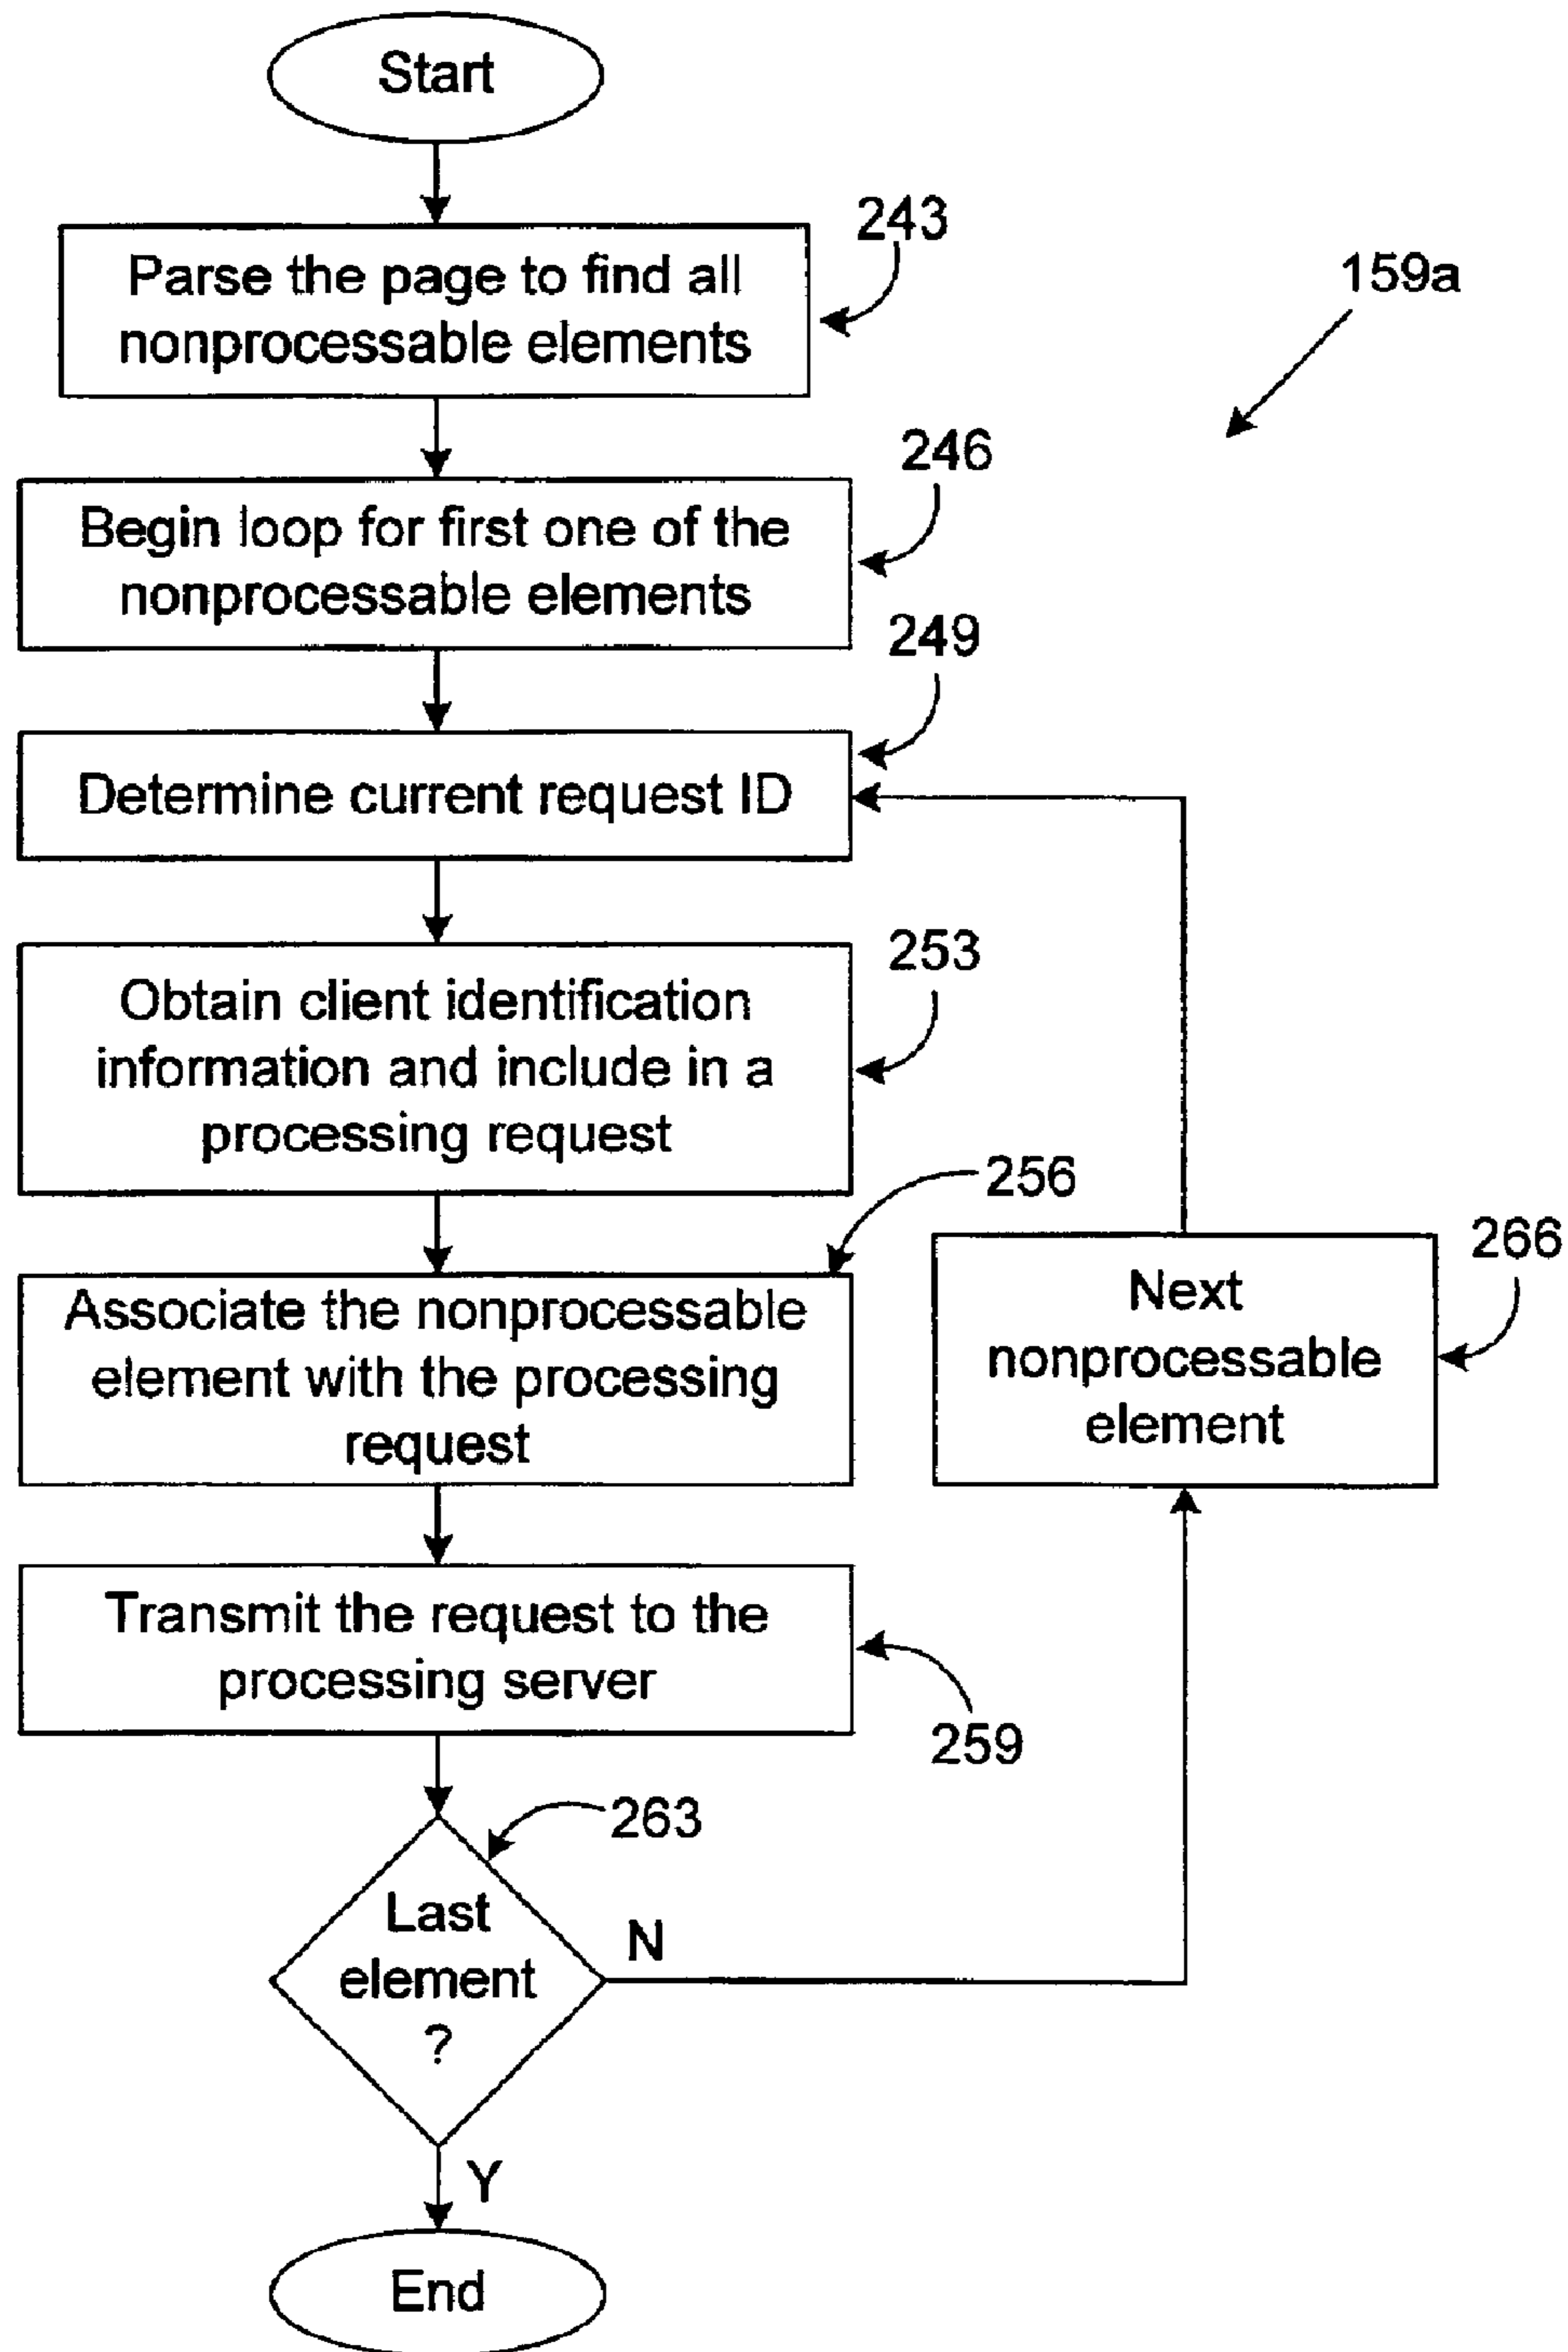 Start
Parse the page to find all
nonprocessable elements
243
159a
Begin loop for first one of the
nonprocessable elements
246
249
Determine current request ID
Obtain client identification
information and include in a
processing request
253
256
Associate the nonprocessable
element with the processing
request
Next
nonprocessable
element
266
Transmit the request to the
processing server
259
263
Last
element
?
N
Y
End